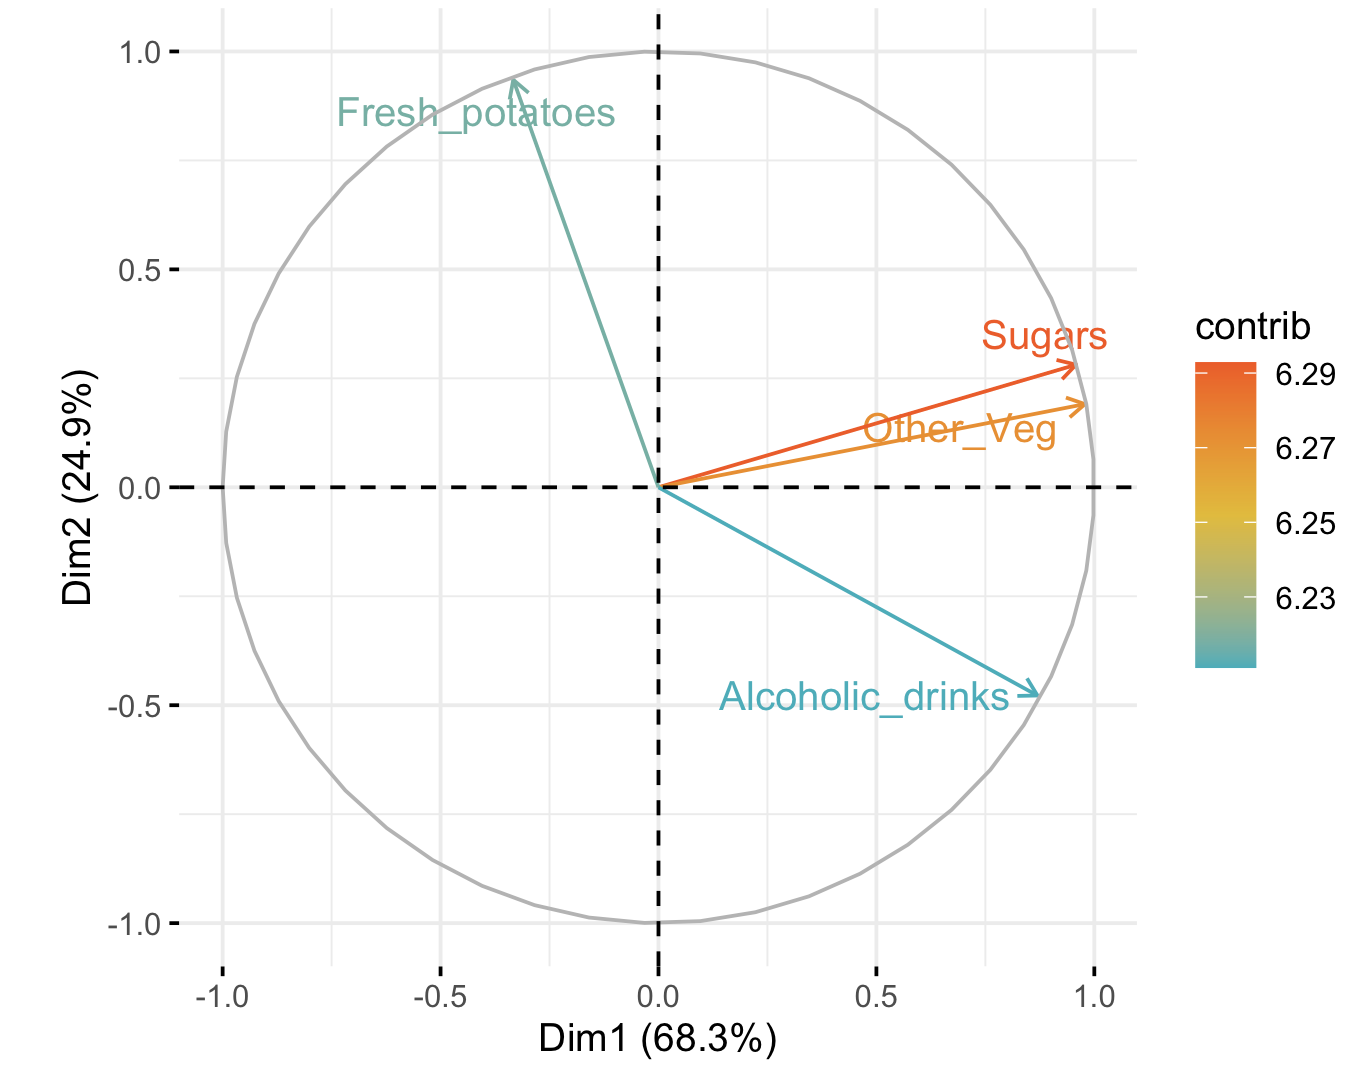 1.0
0.5
0.0
-0.5
-1.0
Dim2 (24.9%)
Fresh_potatoes
Sugars
Other_Veg
Alcoholic_drinks
-1.0
-0.5
0.0
0.5
1.0
Dim1 (68.3%)
contrib
6.29
6.27
6.25
6.23